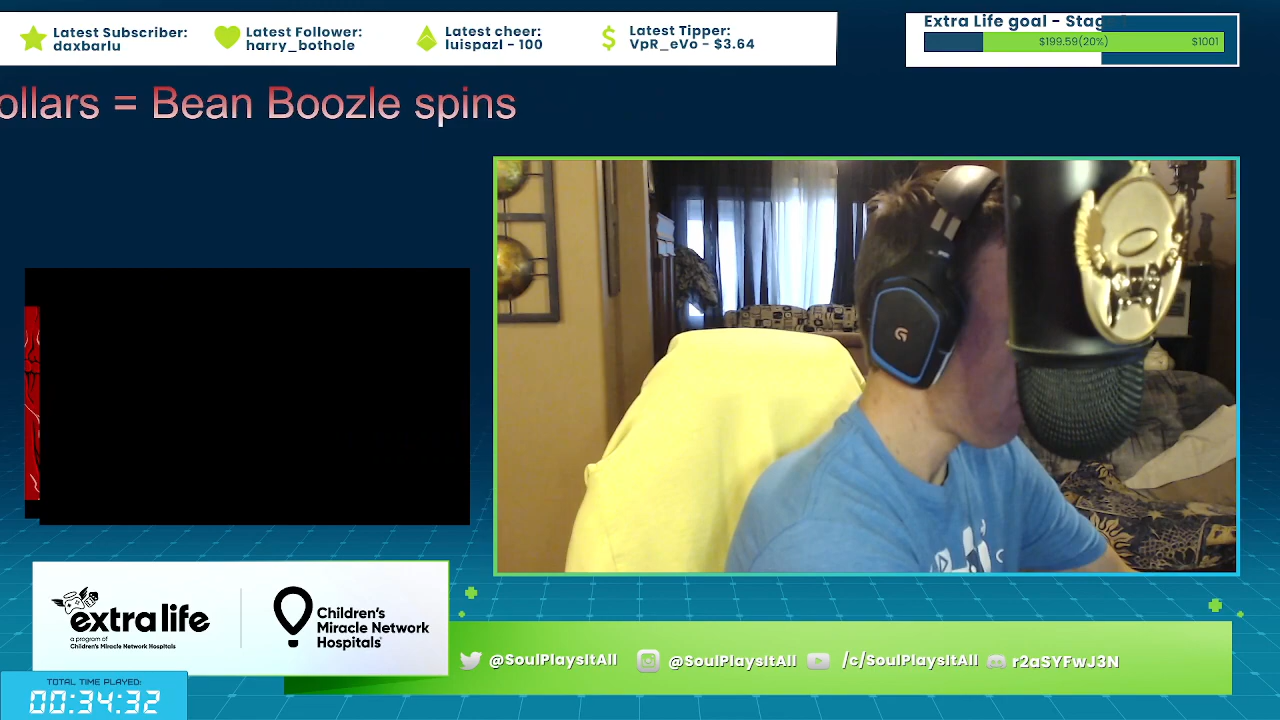 Latest Subscriber:
daxbarlu
Latest Follower:
harry_bothole
Latest cheer:
luispazl - 100
Latest Tipper:
VpR_eVo - $3.64
Extra Life goal - Stag
$199.59(20%)
$1001
ollars = Bean Boozle spins
extra life
a program of
Children's Miracle Network Hospitals
Children's
Miracle Network
Hospitals
@SoulPlaysItAll
@SoulPlaysItAll
/c/SoulPlaysItAll
r2aSYFwJ3N
TOTAL TIME PLAYED:
00:34:32